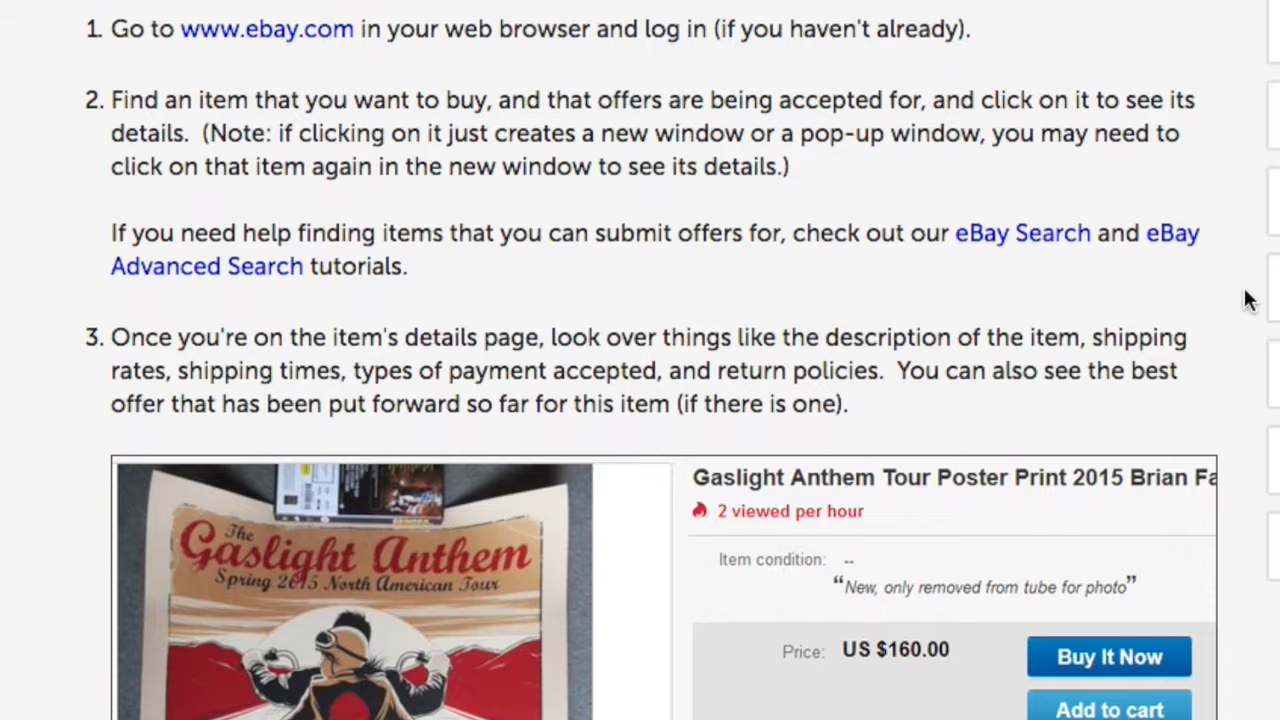 1. Go to www.ebay.com in your web browser and log in (if you haven't already).
2. Find an item that you want to buy, and that offers are being accepted for, and click on it to see its
details.  (Note: if clicking on it just creates a new window or a pop-up window, you may need to
click on that item again in the new window to see its details.)
If you need help finding items that you can submit offers for, check out our eBay Search and eBay
Advanced Search tutorials.
3. Once you're on the item's details page, look over things like the description of the item, shipping
rates, shipping times, types of payment accepted, and return policies.  You can also see the best
offer that has been put forward so far for this item (if there is one).
The
Gaslight Anthem
Spring 2015 North American Tour
Gaslight Anthem Tour Poster Print 2015 Brian Fa
2 viewed per hour
Item condition: --
“New, only removed from tube for photo”
Price: US $160.00
Buy It Now
Add to cart